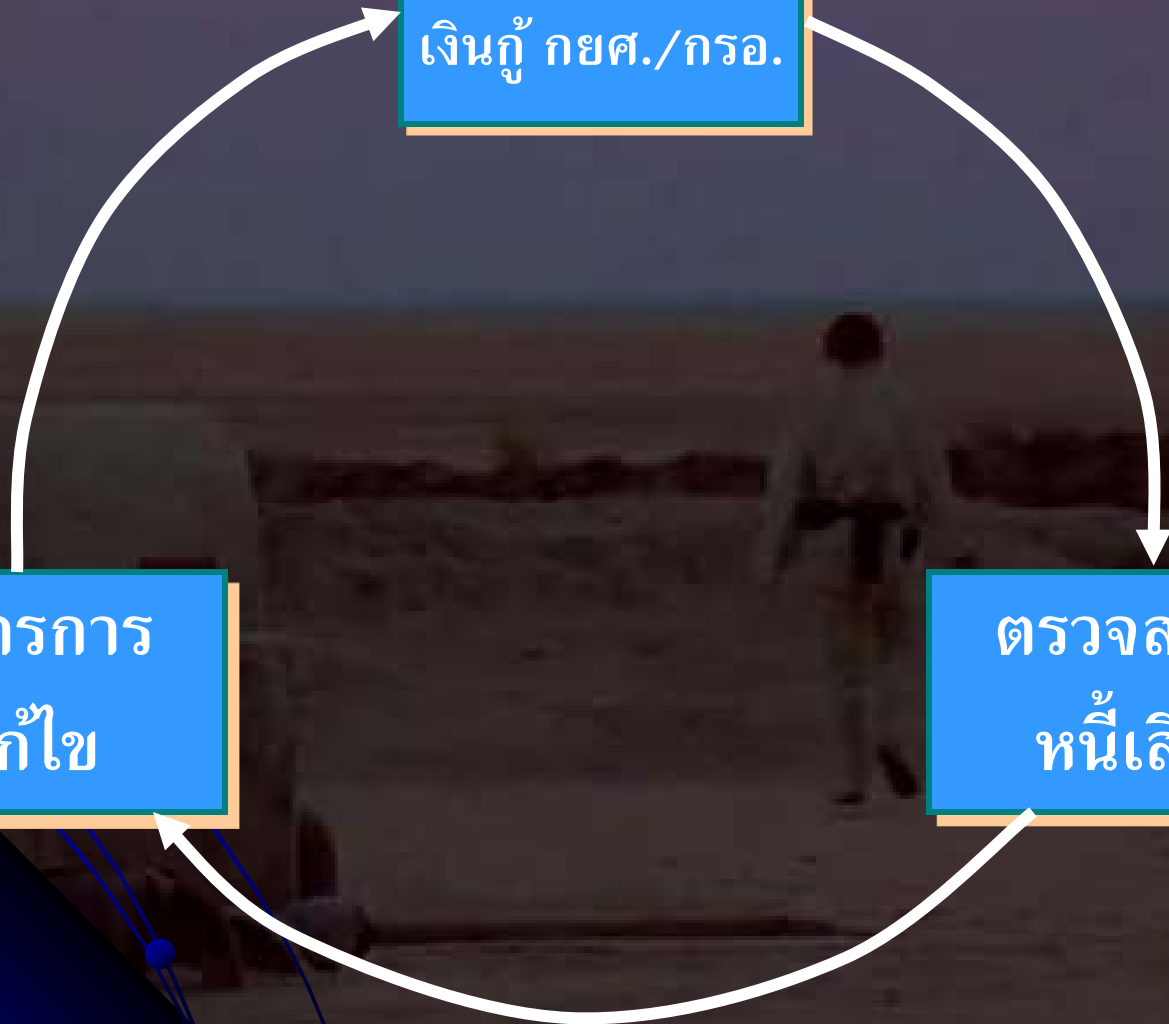 เงินกู้ กยศ./กรอ.
รการ
ตรวจส
หนี้เสี
ก้ไข